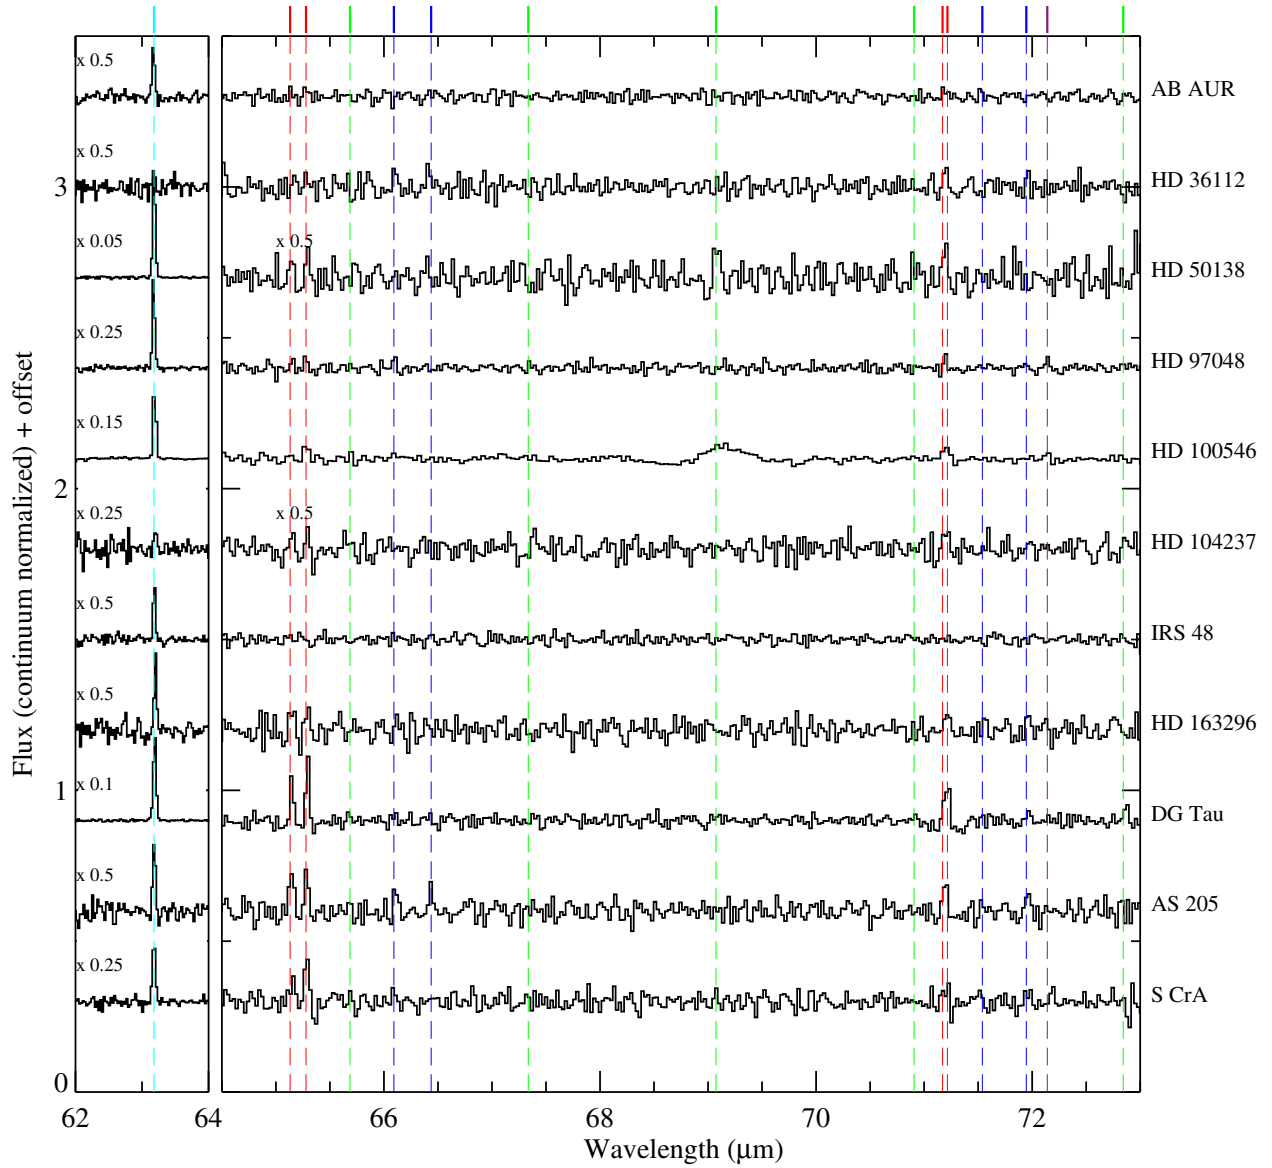 x 0.5
AB AUR
x 0.5
3
HD 36112
x 0.05
x 0.5
HD 50138
x 0.25
HD 97048
x 0.15
HD 100546
2
x 0.25
x 0.5
HD 104237
x 0.5
IRS 48
x 0.5
HD 163296
x 0.1
1
DG Tau
x 0.5
AS 205
x 0.25
S CrA
0
Flux (continuum normalized) + offset
62 64 66 68 70 72
Wavelength (μm)